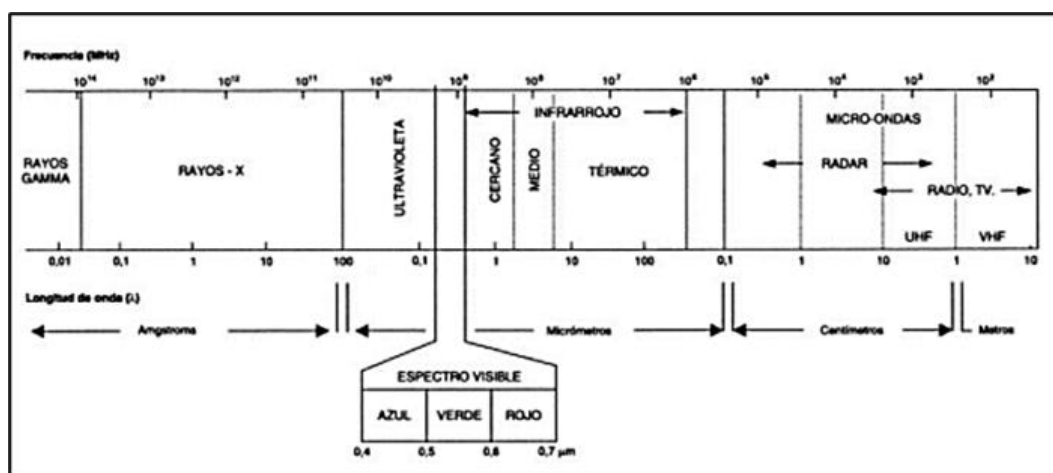 Frecuencia (MHz)
10¹⁴ 10¹³ 10¹² 10¹¹ 10¹⁰ 10⁹ 10⁸ 10⁷ 10⁶ 10⁵ 10⁴ 10³ 10²
INFRARROJO
MICRO-ONDAS
RAYOS GAMMA
RAYOS - X
ULTRAVIOLETA
CERCANO
MEDIO
TÉRMICO
RADAR
RADIO, TV.
UHF
VHF
0,01 0,1 1 10 100 0,1 1 10 100 0,1 1 10 1 10
Longitud de onda (λ)
Amgstroms
Micrómetros
Centímetros
Metros
ESPECTRO VISIBLE
AZUL VERDE ROJO
0,4 0,5 0,6 0,7 μm